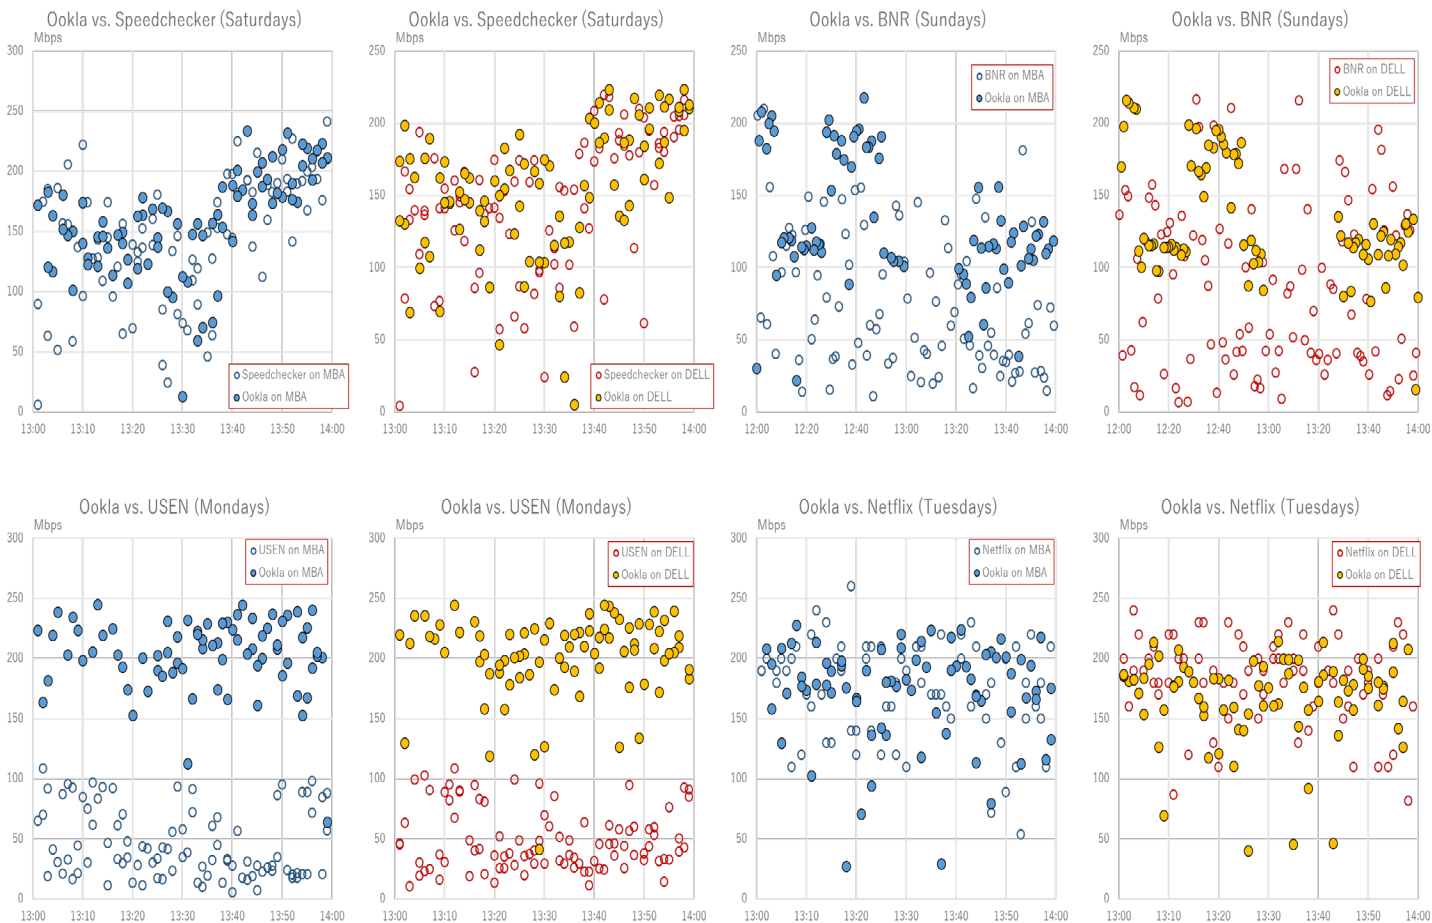 Ookla vs. Speedchecker (Saturdays)
Mbps
300
250
200
150
100
50
0
13:00 13:10 13:20 13:30 13:40 13:50 14:00
Speedchecker on MBA
Ookla on MBA
Ookla vs. Speedchecker (Saturdays)
Mbps
250
200
150
100
50
0
13:00 13:10 13:20 13:30 13:40 13:50 14:00
Speedchecker on DELL
Ookla on DELL
Ookla vs. BNR (Sundays)
Mbps
250
200
150
100
50
0
12:00 12:20 12:40 13:00 13:20 13:40 14:00
BNR on MBA
Ookla on MBA
Ookla vs. BNR (Sundays)
Mbps
250
200
150
100
50
0
12:00 12:20 12:40 13:00 13:20 13:40 14:00
BNR on DELL
Ookla on DELL
Ookla vs. USEN (Mondays)
Mbps
300
250
200
150
100
50
0
13:00 13:10 13:20 13:30 13:40 13:50 14:00
USEN on MBA
Ookla on MBA
Ookla vs. USEN (Mondays)
Mbps
300
250
200
150
100
50
0
13:00 13:10 13:20 13:30 13:40 13:50 14:00
USEN on DELL
Ookla on DELL
Ookla vs. Netflix (Tuesdays)
Mbps
300
250
200
150
100
50
0
13:00 13:10 13:20 13:30 13:40 13:50 14:00
Netflix on MBA
Ookla on MBA
Ookla vs. Netflix (Tuesdays)
Mbps
300
250
200
150
100
50
0
13:00 13:10 13:20 13:30 13:40 13:50 14:00
Netflix on DELL
Ookla on DELL